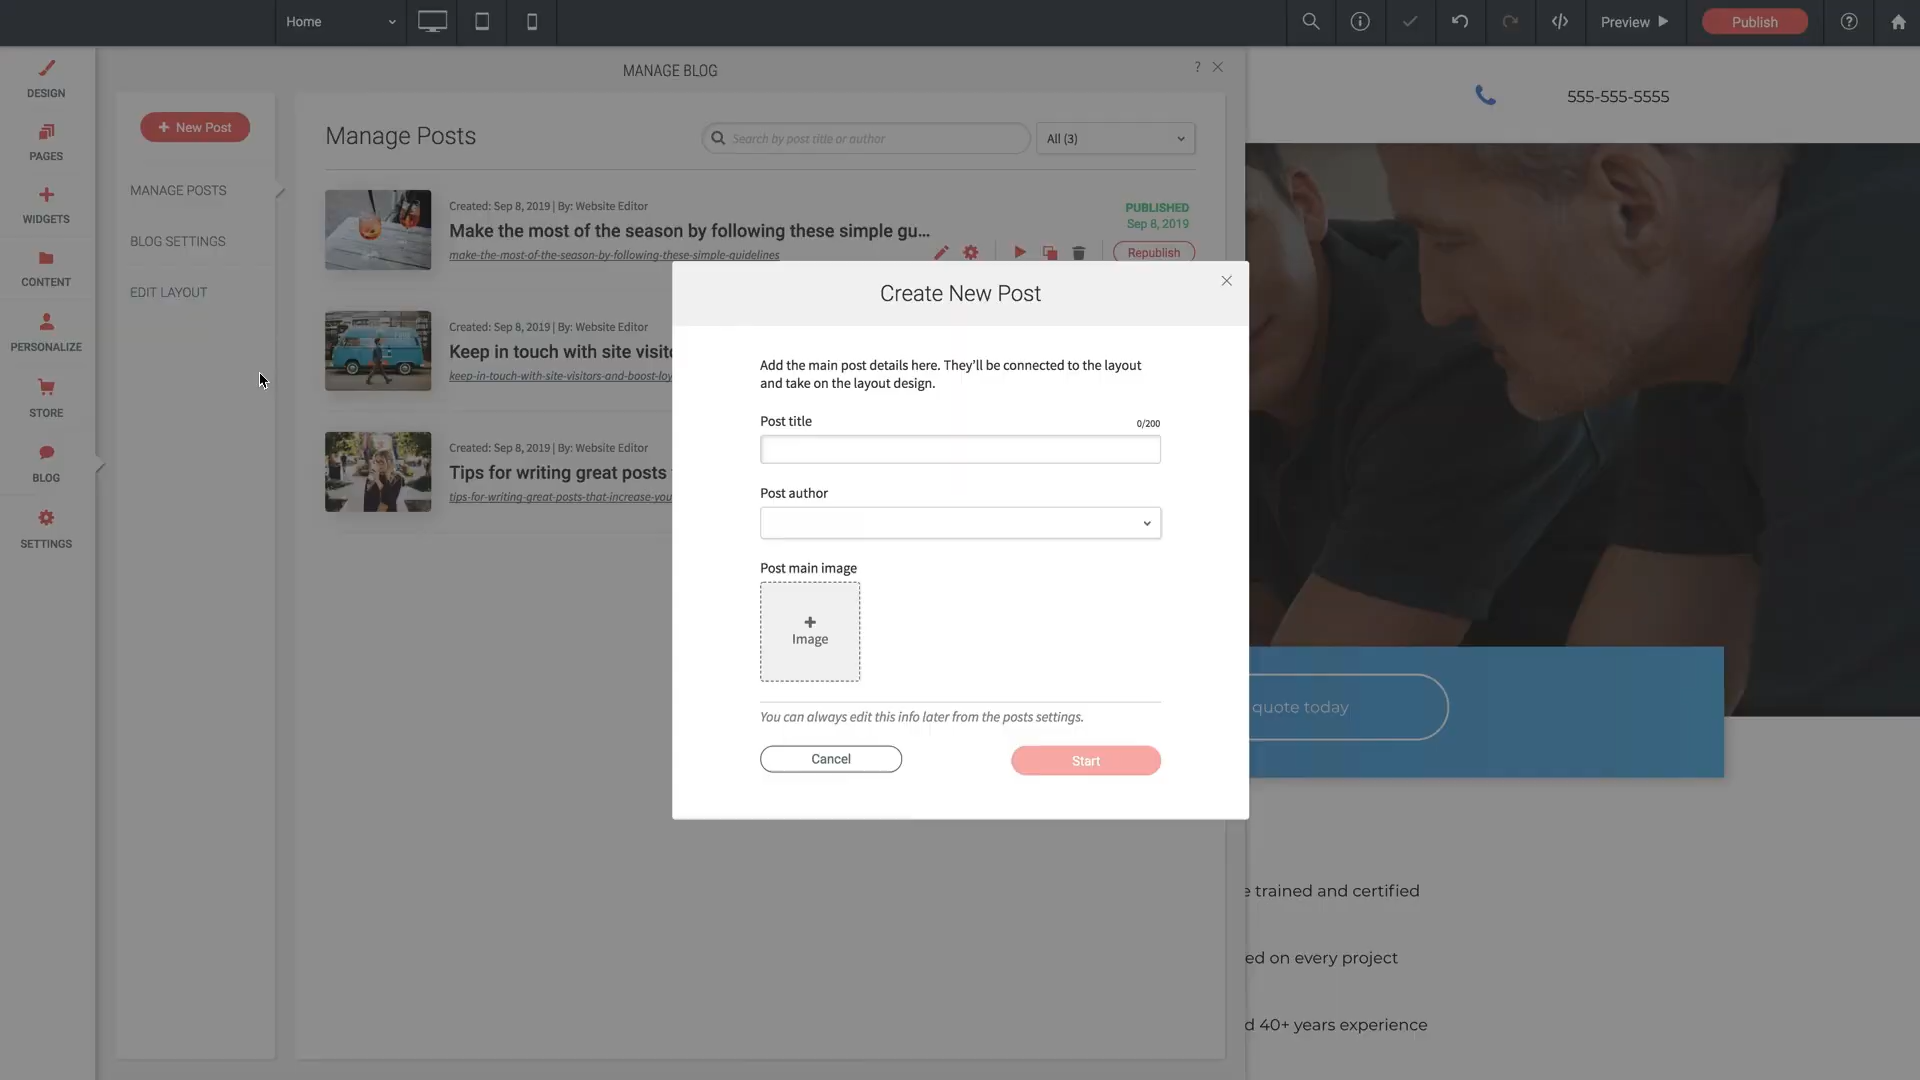 Home
Preview
Publish
DESIGN
PAGES
WIDGETS
CONTENT
PERSONALIZE
STORE
BLOG
SETTINGS
MANAGE BLOG
?
New Post
MANAGE POSTS
BLOG SETTINGS
EDIT LAYOUT
Manage Posts
Search by post title or author
All (3)
Created: Sep 8, 2019 | By: Website Editor
Make the most of the season by following these simple gu...
make-the-most-of-the-season-by-following-these-simple-guidelines
PUBLISHED
Sep 8, 2019
Republish
Created: Sep 8, 2019 | By: Website Editor
Keep in touch with site visit
keep-in-touch-with-site-visitors-and-boost-loy
Created: Sep 8, 2019 | By: Website Editor
Tips for writing great posts
tips-for-writing-great-posts-that-increase-you
Create New Post
Add the main post details here. They'll be connected to the layout
and take on the layout design.
Post title
0/200
Post author
Post main image
Image
You can always edit this info later from the posts settings.
Cancel
Start
555-555-5555
quote today
e trained and certified
ed on every project
d 40+ years experience